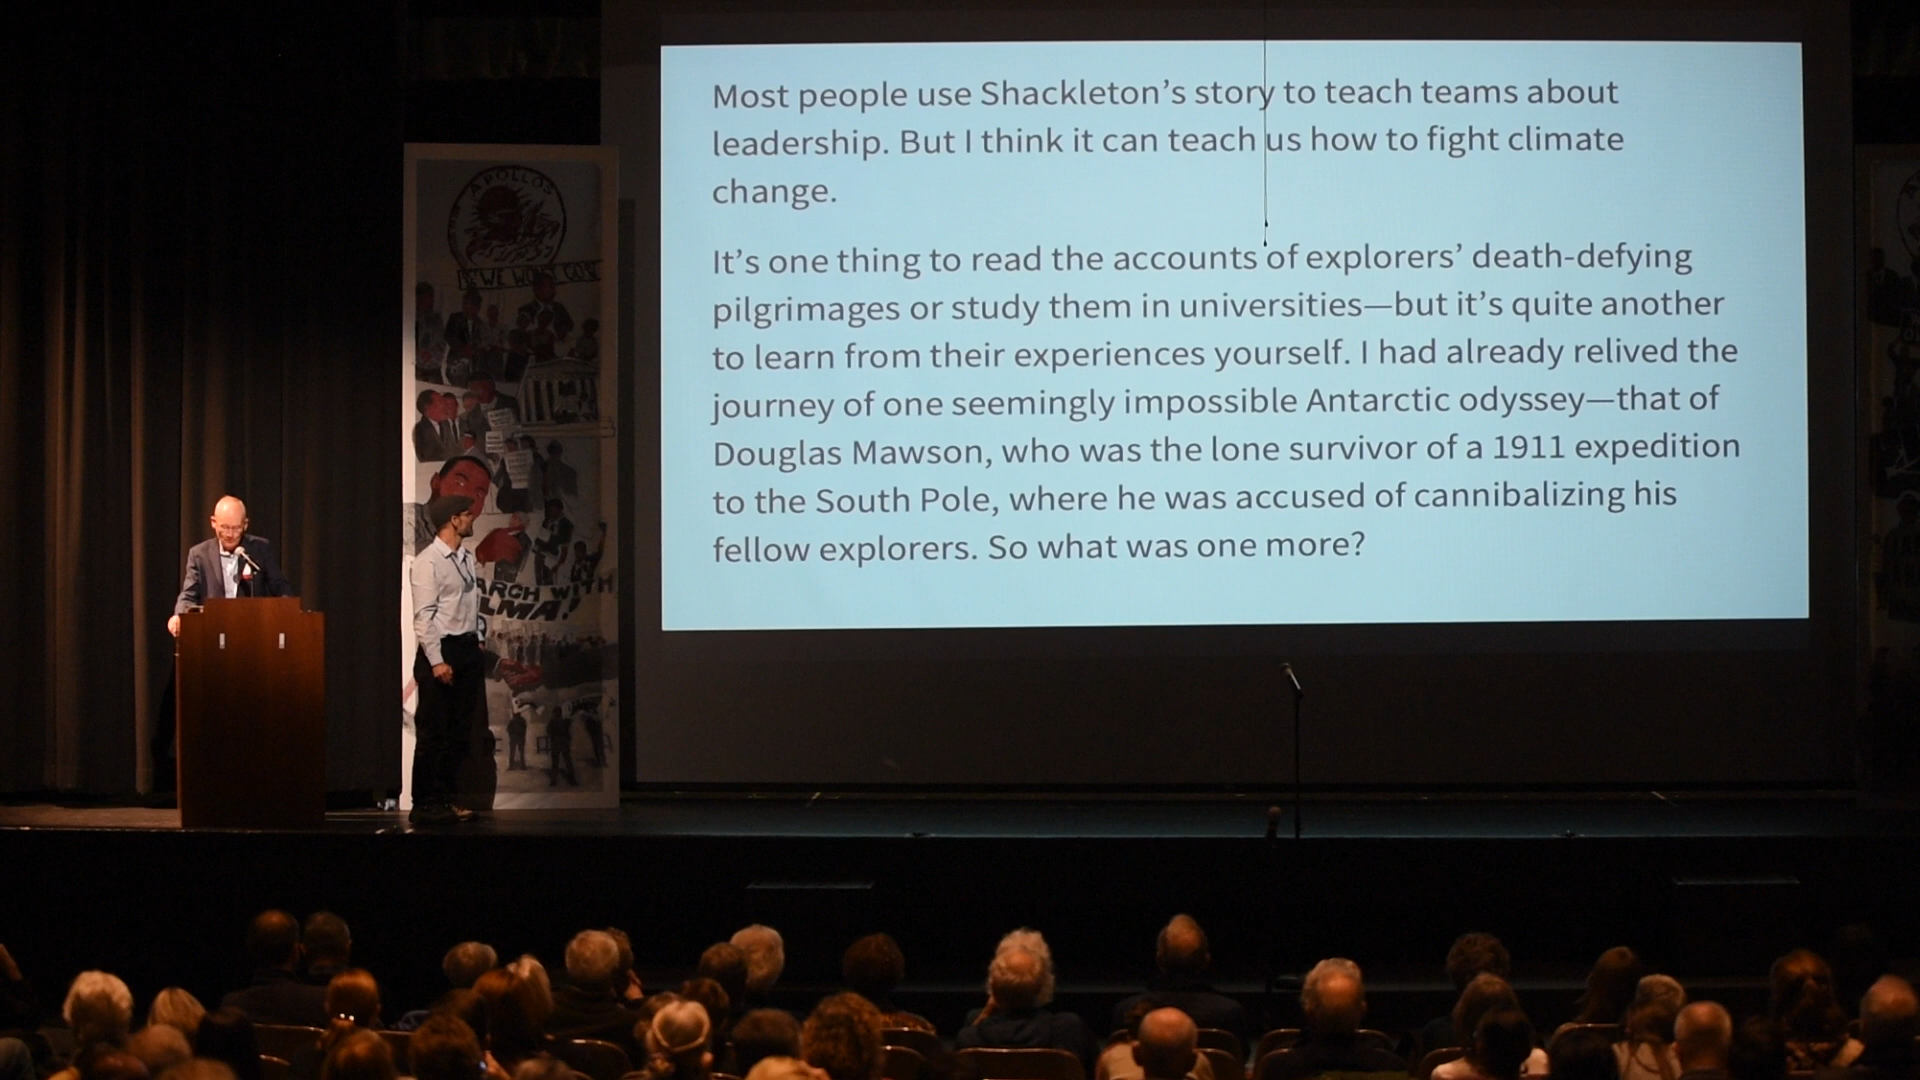 Most people use Shackleton’s story to teach teams about
leadership. But I think it can teach us how to fight climate
change.
It’s one thing to read the accounts of explorers’ death-defying
pilgrimages or study them in universities—but it’s quite another
to learn from their experiences yourself. I had already relived the
journey of one seemingly impossible Antarctic odyssey—that of
Douglas Mawson, who was the lone survivor of a 1911 expedition
to the South Pole, where he was accused of cannibalizing his
fellow explorers. So what was one more?
APOLLOS
ARCH WITH
LMA!